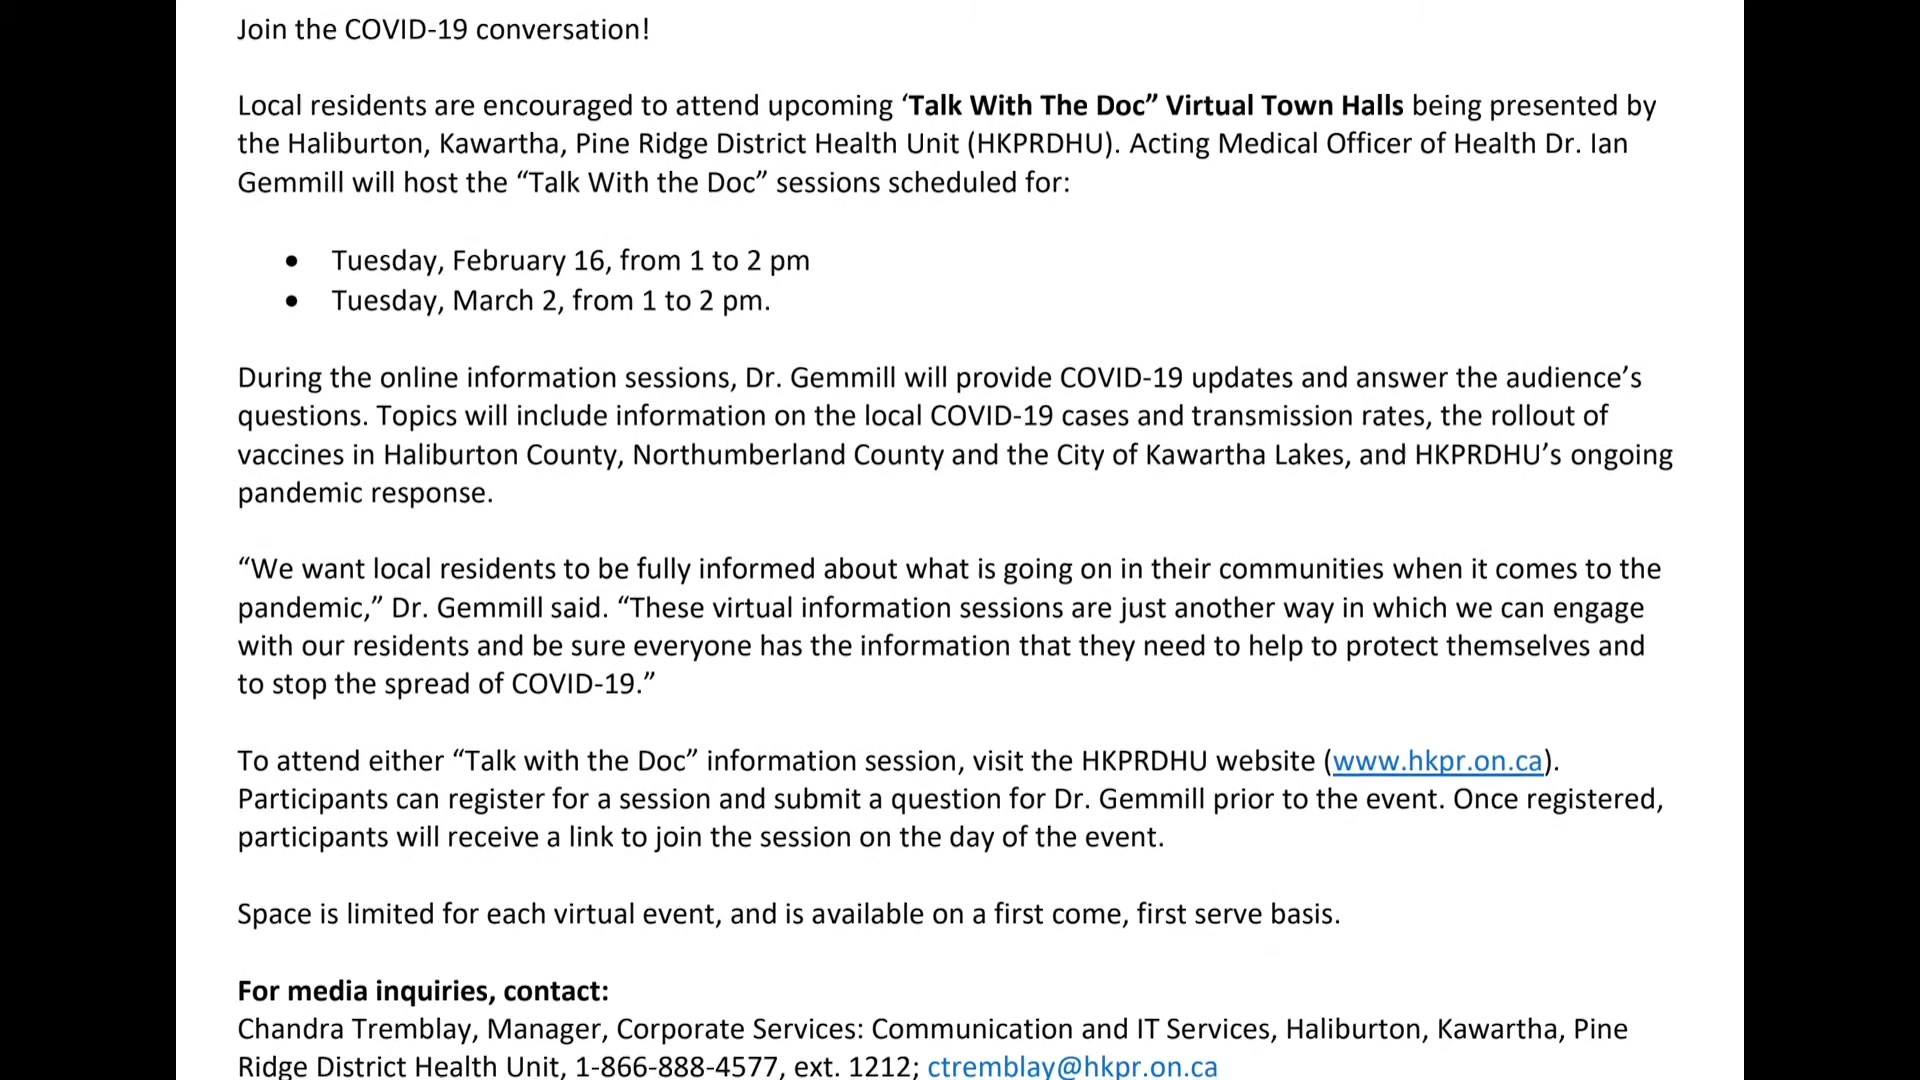 Join the COVID-19 conversation!
Local residents are encouraged to attend upcoming ‘Talk With The Doc” Virtual Town Halls being presented by
the Haliburton, Kawartha, Pine Ridge District Health Unit (HKPRDHU). Acting Medical Officer of Health Dr. Ian
Gemmill will host the “Talk With the Doc” sessions scheduled for:
• Tuesday, February 16, from 1 to 2 pm
• Tuesday, March 2, from 1 to 2 pm.
During the online information sessions, Dr. Gemmill will provide COVID-19 updates and answer the audience’s
questions. Topics will include information on the local COVID-19 cases and transmission rates, the rollout of
vaccines in Haliburton County, Northumberland County and the City of Kawartha Lakes, and HKPRDHU’s ongoing
pandemic response.
“We want local residents to be fully informed about what is going on in their communities when it comes to the
pandemic,” Dr. Gemmill said. “These virtual information sessions are just another way in which we can engage
with our residents and be sure everyone has the information that they need to help to protect themselves and
to stop the spread of COVID-19.”
To attend either “Talk with the Doc” information session, visit the HKPRDHU website (www.hkpr.on.ca).
Participants can register for a session and submit a question for Dr. Gemmill prior to the event. Once registered,
participants will receive a link to join the session on the day of the event.
Space is limited for each virtual event, and is available on a first come, first serve basis.
For media inquiries, contact:
Chandra Tremblay, Manager, Corporate Services: Communication and IT Services, Haliburton, Kawartha, Pine
Ridge District Health Unit, 1-866-888-4577, ext. 1212; ctremblay@hkpr.on.ca